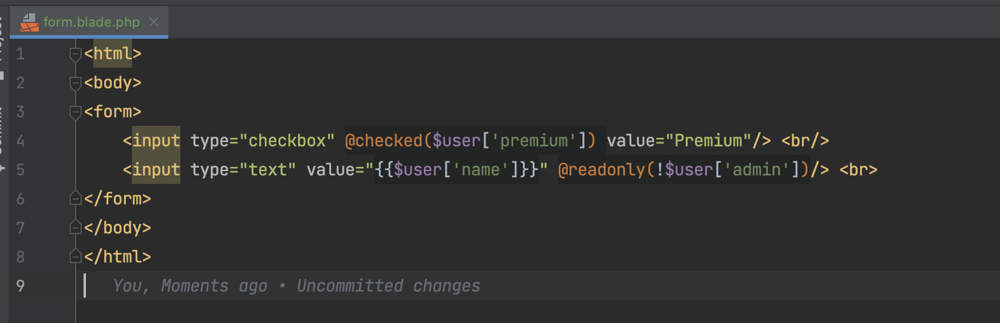 Project
Commit
form.blade.php
1 <html>
2 <body>
3 <form>
4     <input type="checkbox" @checked($user['premium']) value="Premium"/> <br/>
5     <input type="text" value="{{$user['name']}}" @readonly(!$user['admin'])/> <br>
6 </form>
7 </body>
8 </html>
9 You, Moments ago • Uncommitted changes